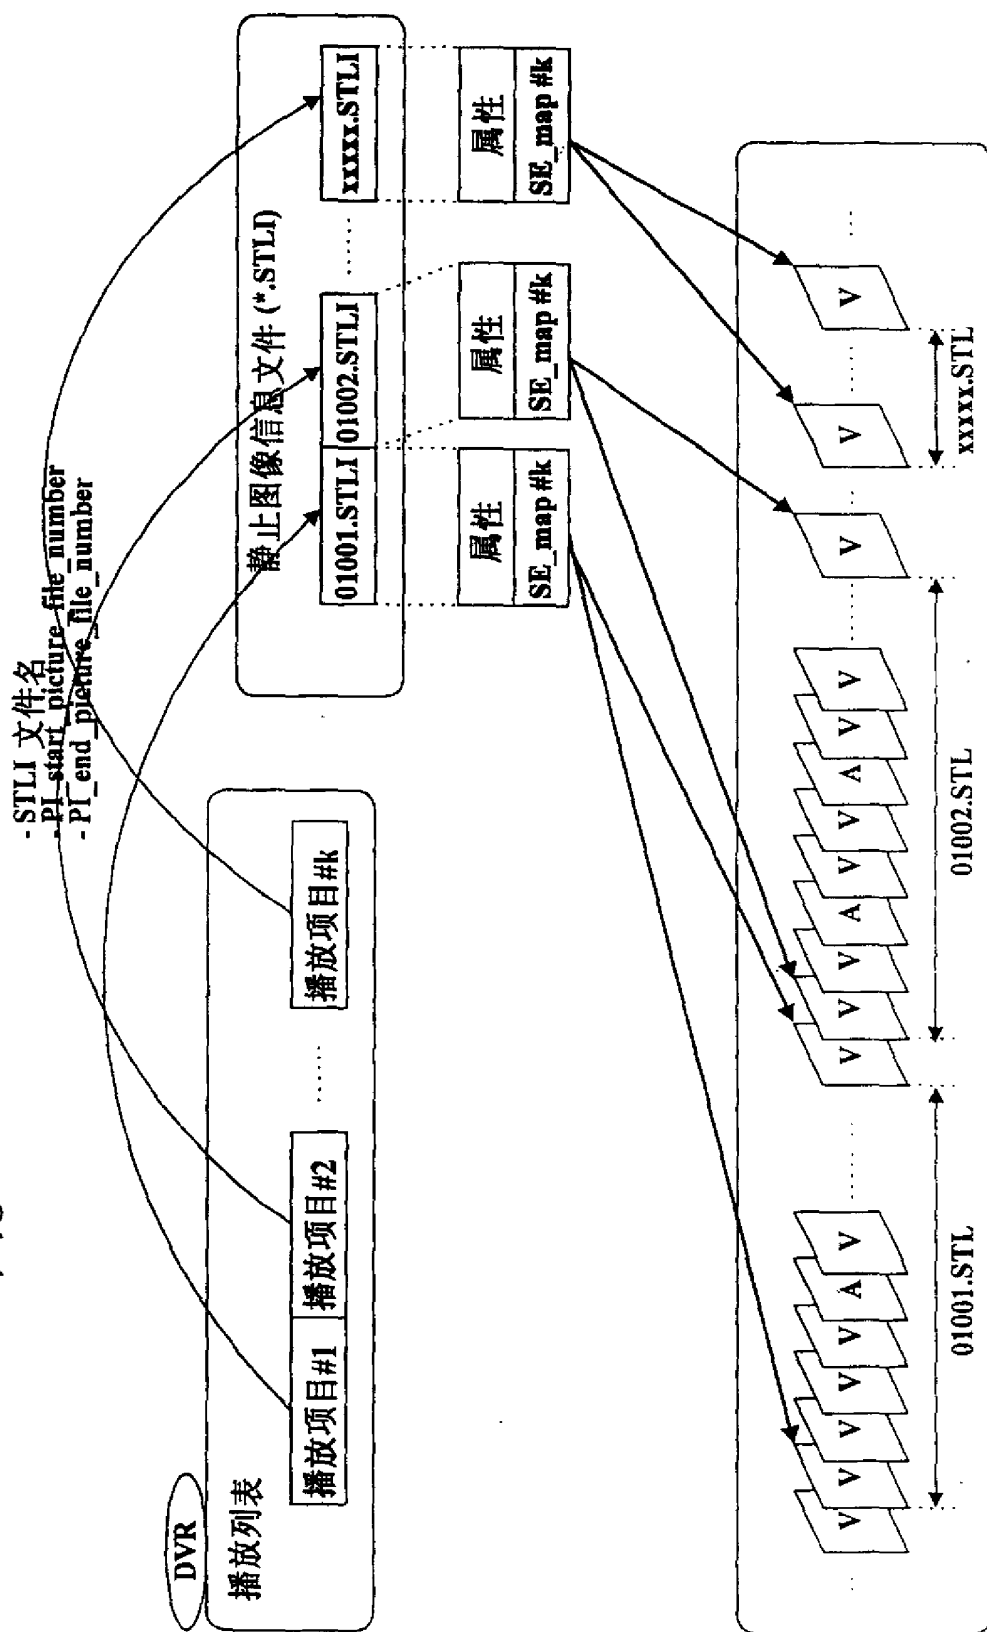 - STLI 文件名
- PI_start_picture_file_number
- PI_end_picture_file_number
DVR
播放列表
播放项目#1
播放项目#2
......
播放项目#k
静止图像信息文件 (*.STLI)
01001.STLI
01002.STLI
......
xxxxx.STLI
属性
SE_map #k
属性
SE_map #k
属性
SE_map #k
V V V V V A V ...... V V V A V V A V V ...... V ...... V ...... V ......
01001.STL
01002.STL
xxxxx.STL